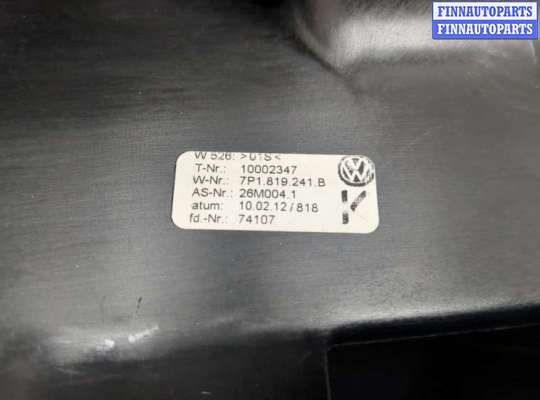 FINNAUTOPARTS
FINNAUTOPARTS
W 526: >01S<
T-Nr.: 10002347
W-Nr.: 7P1.819.241.B
AS-Nr.: 26M004.1
atum: 10.02.12/818
fd.-Nr.: 74107